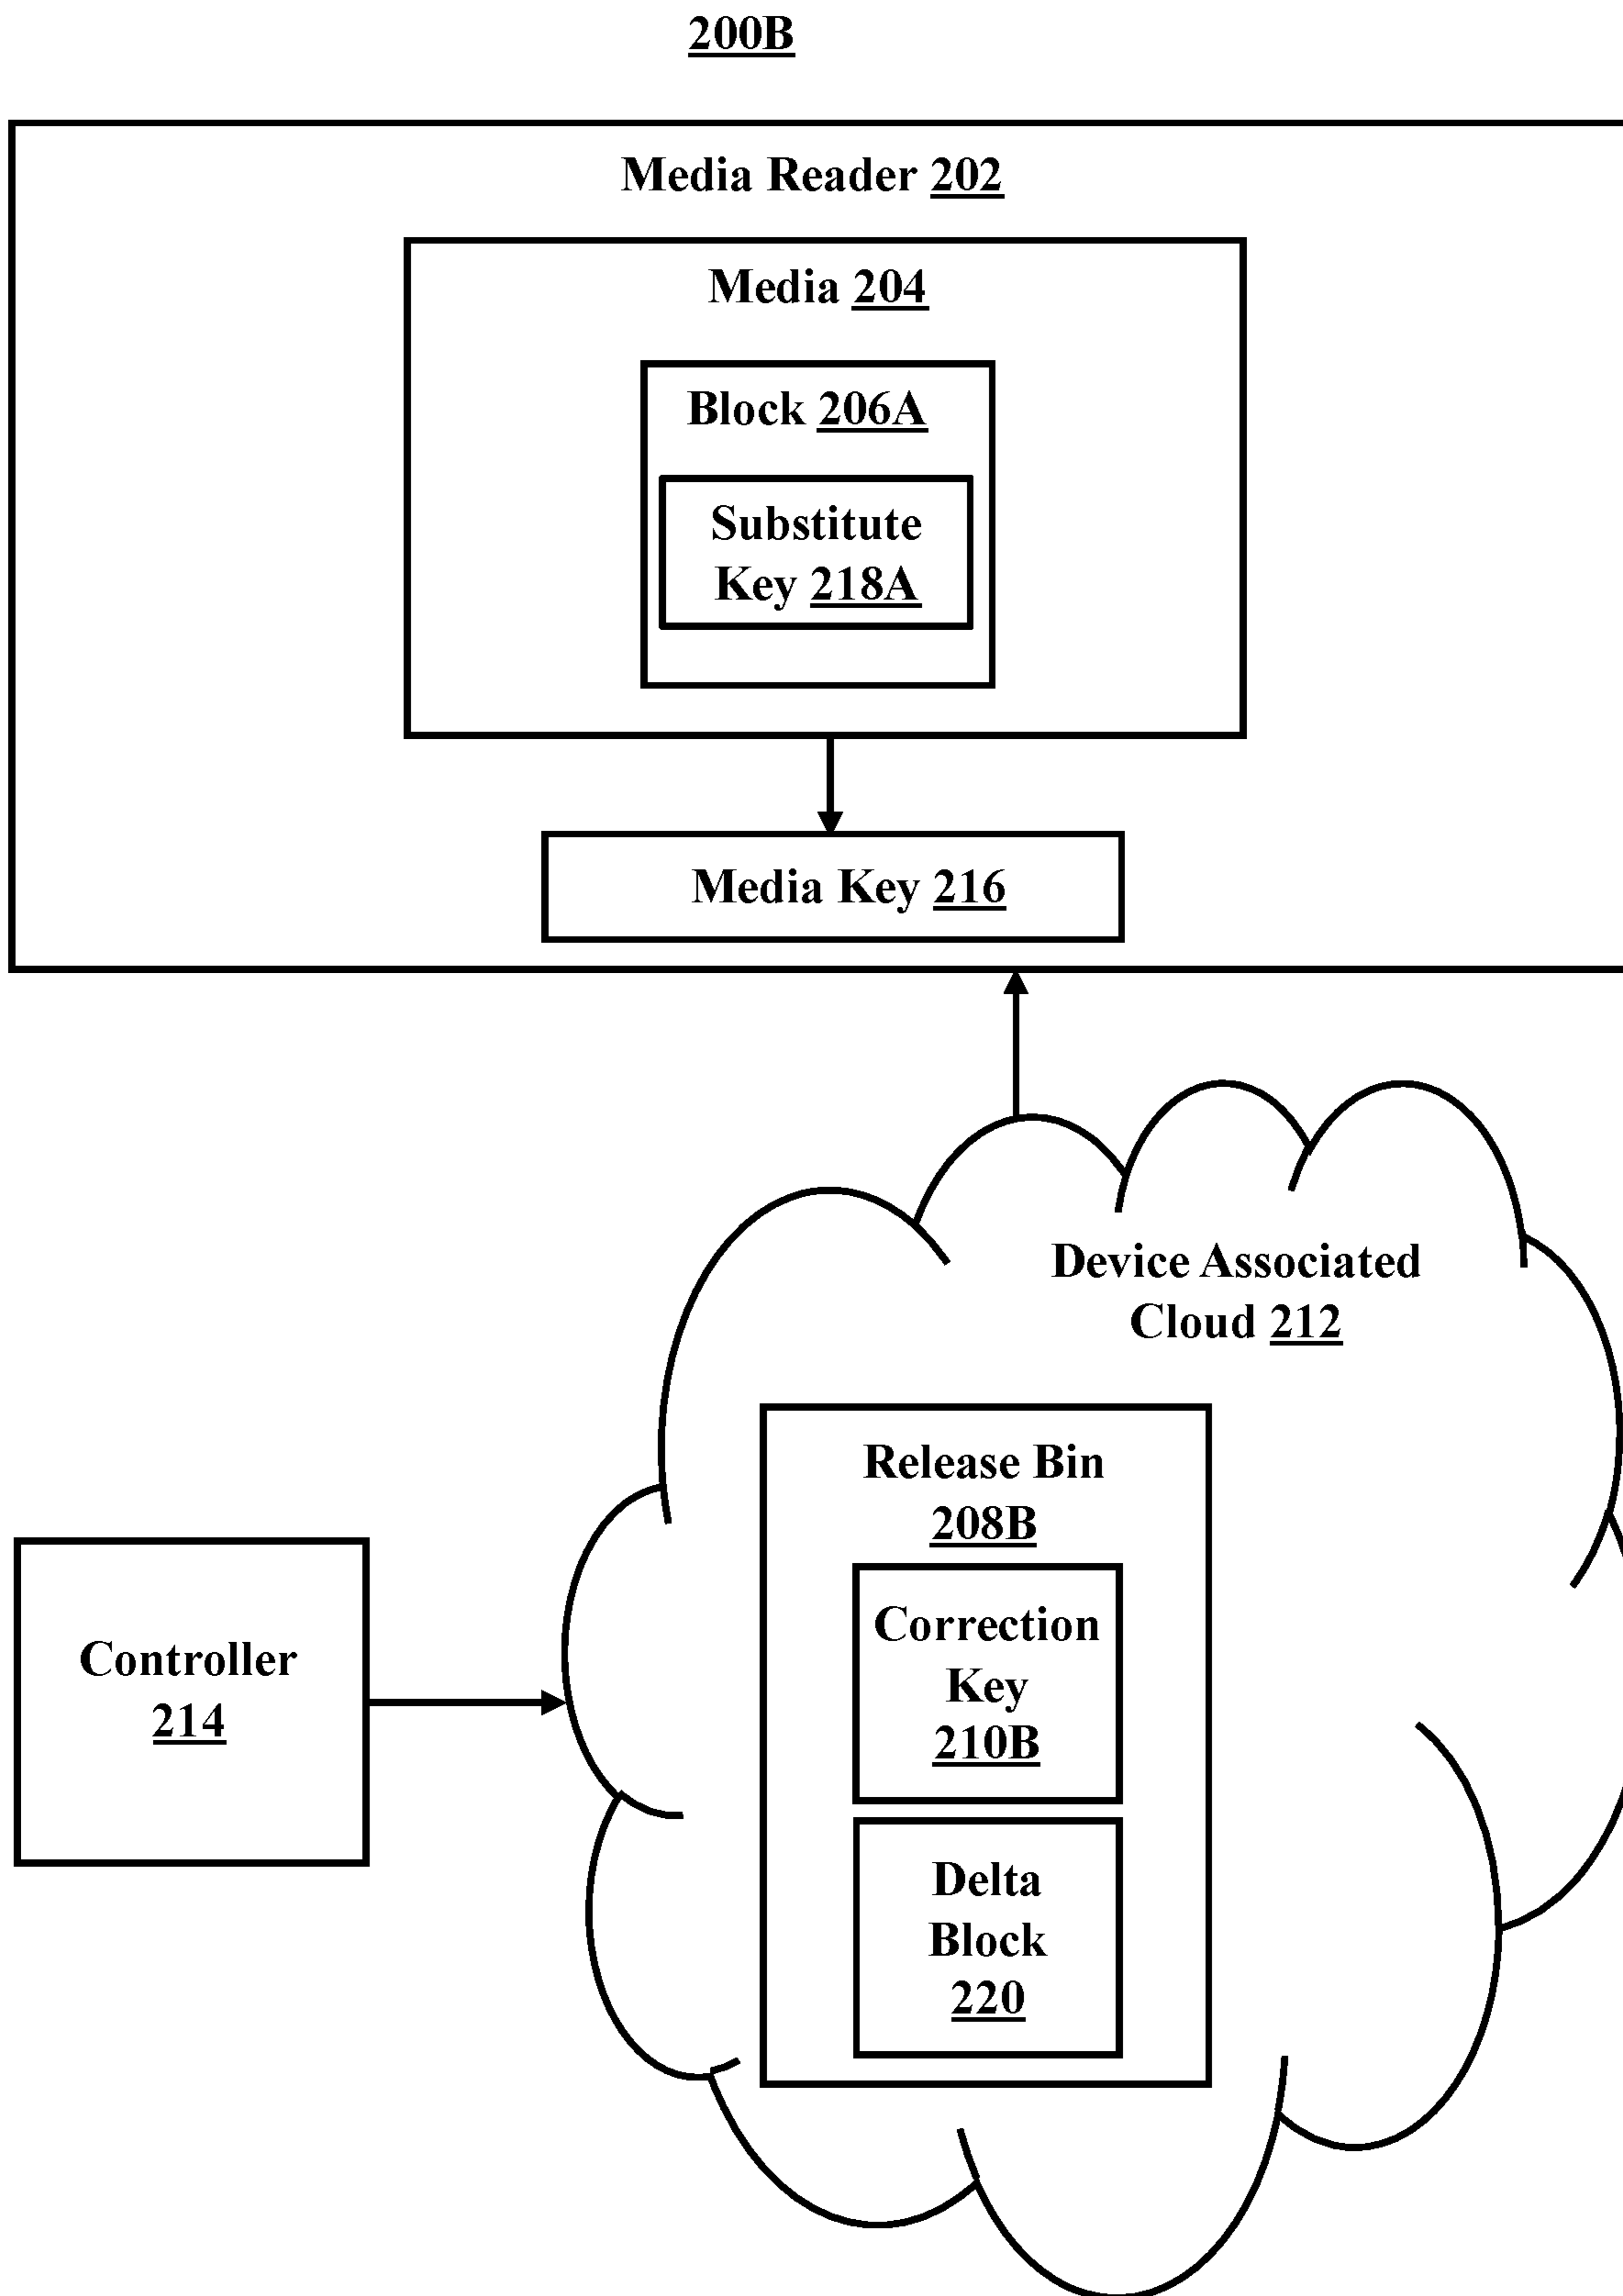 200B
Media Reader 202
Media 204
Block 206A
Substitute
Key 218A
Media Key 216
Device Associated
Cloud 212
Release Bin
208B
Correction
Key
210B
Controller
214
Delta
Block
220